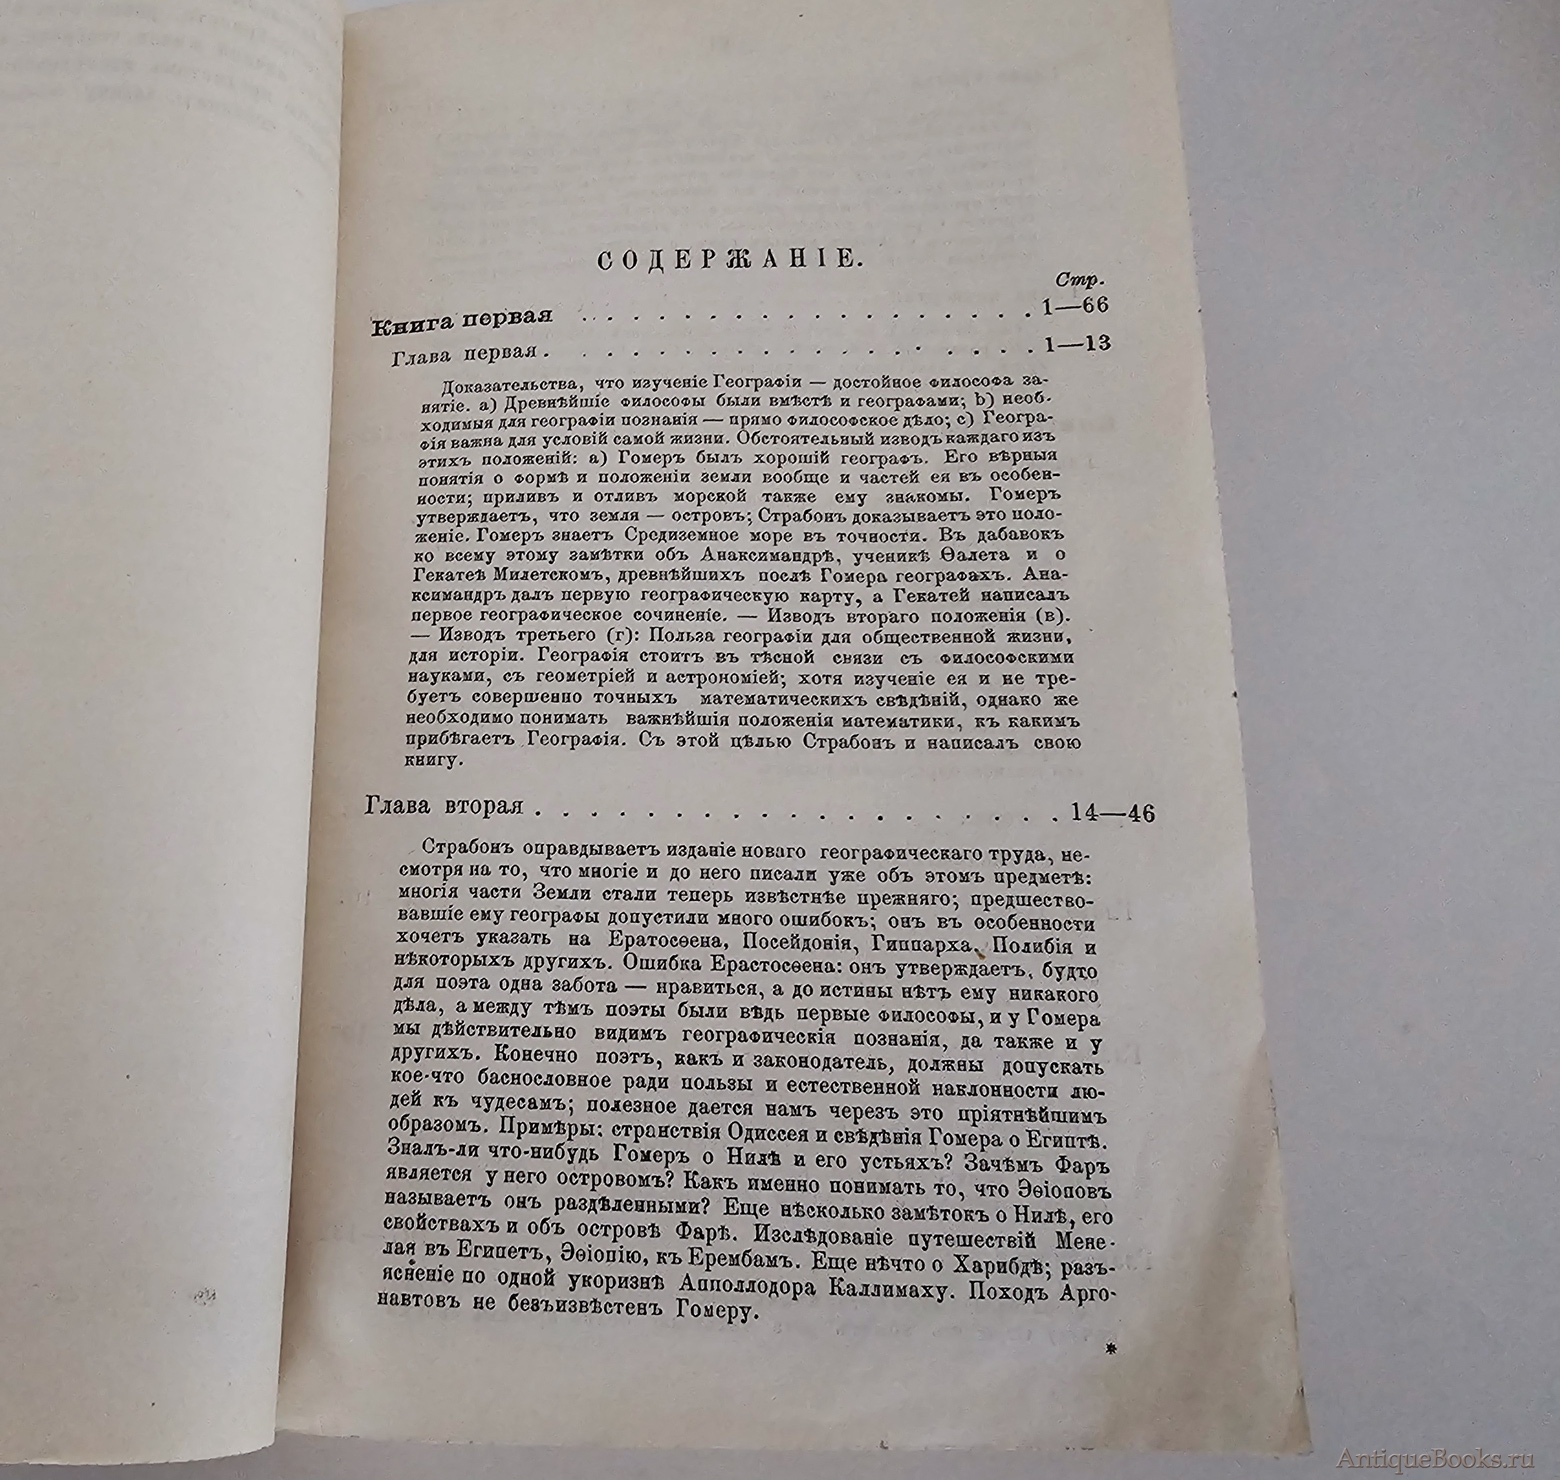 СОДЕРЖАНІЕ.
Стр.
Книга первая . . . . . . . . . . . . . . . . . 1—66
Глава первая . . . . . . . . . . . . . . . . . . 1—13
Доказательства, что изученіе Географіи — достойное философа за-
нятіе. a) Древнѣйшіе философы были вмѣстѣ и географами; b) необ-
ходимыя для географіи познанія — прямо философское дѣло; c) Геогра-
фія важна для условій самой жизни. Обстоятельный изводъ каждаго изъ
этихъ положеній: a) Гомеръ былъ хорошій географъ. Его вѣрныя
понятія о формѣ и положеніи земли вообще и частей ея въ особен-
ности; приливъ и отливъ морской также ему знакомы. Гомеръ
утверждаетъ, что земля — островъ; Страбонъ доказываетъ это поло-
женіе. Гомеръ знаетъ Средиземное море въ точности. Въ дабавокъ
ко всему этому замѣтки объ Анаксимандрѣ, ученикѣ Ѳалета и о
Гекатеѣ Милетскомъ, древнѣйшихъ послѣ Гомера географахъ. Ана-
ксимандръ далъ первую географическую карту, а Гекатей написалъ
первое географическое сочиненіе. — Изводъ втораго положенія (в).
— Изводъ третьего (г): Польза географіи для общественной жизни,
для исторіи. Географія стоитъ въ тѣсной связи съ философскими
науками, съ геометріей и астрономіей; хотя изученіе ея и не тре-
буетъ совершенно точныхъ математическихъ свѣдѣній, однако же
необходимо понимать важнѣйшія положенія математики, къ какимъ
прибѣгаетъ Географія. Съ этой цѣлью Страбонъ и написалъ свою
книгу.
Глава вторая . . . . . . . . . . . . . . . . . . . 14—46
Страбонъ оправдываетъ изданіе новаго географическаго труда, не-
смотря на то, что многіе и до него писали уже объ этомъ предметѣ:
многія части Земли стали теперь извѣстнѣе прежняго; предшество-
вавшіе ему географы допустили много ошибокъ; онъ въ особенности
хочетъ указать на Ератосѳена, Посейдонія, Гиппарха, Полибія и
нѣкоторыхъ другихъ. Ошибка Ерастосѳена: онъ утверждаетъ, будто
для поэта одна забота — нравиться, а до истины нѣтъ ему никакого
дѣла, а между тѣмъ поэты были вѣдь первые философы, и у Гомера
мы дѣйствительно видимъ географическія познанія, да также и у
другихъ. Конечно поэтъ, какъ и законодатель, должны допускать
кое-что баснословное ради пользы и естественной наклонности лю-
дей къ чудесамъ; полезное дается намъ черезъ это пріятнѣйшимъ
образомъ. Примѣры: странствія Одиссея и свѣдѣнія Гомера о Египтѣ.
Зналъ-ли что-нибудь Гомеръ о Нилѣ и его устьяхъ? Зачѣмъ Фаръ
является у него островомъ? Какъ именно понимать то, что Эѳіоповъ
называетъ онъ раздѣленными? Еще нѣсколько замѣтокъ о Нилѣ, его
свойствахъ и объ островѣ Фарѣ. Изслѣдованіе путешествій Мене-
лая въ Египетъ, Эѳіопію, къ Ерембамъ. Еще нѣчто о Харибдѣ; разъ-
ясненіе по одной укоризнѣ Апполлодора Каллимаху. Походъ Арго-
навтовъ не безъизвѣстенъ Гомеру.
*
AntiqueBooks.ru